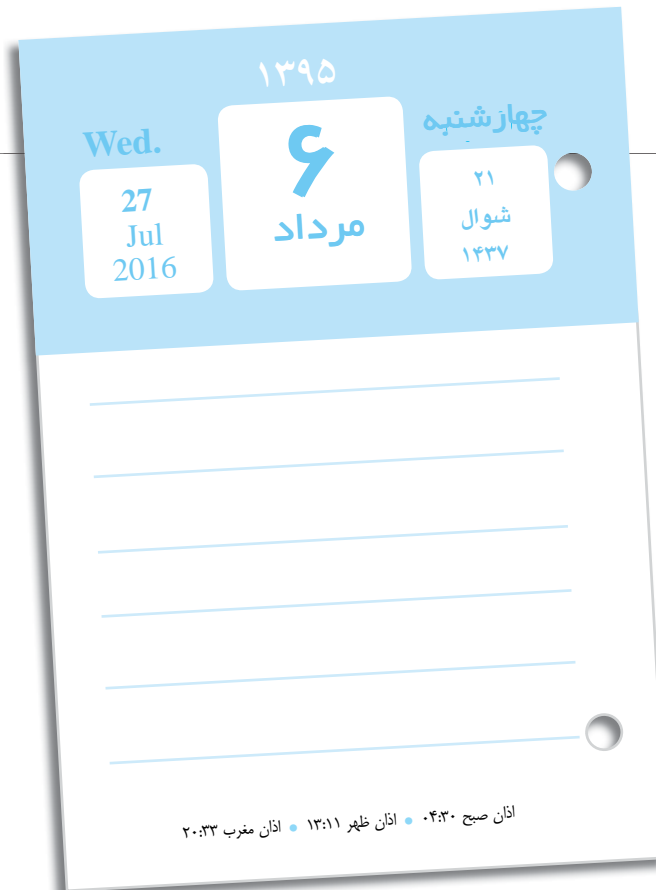 ۱۳۹۵
چهارشنبه
۲۱
شوال
۱۴۳۷
۶
مرداد
Wed.
27
Jul
2016
اذان صبح ۰۴:۳۰ • اذان ظهر ۱۳:۱۱ • اذان مغرب ۲۰:۳۳